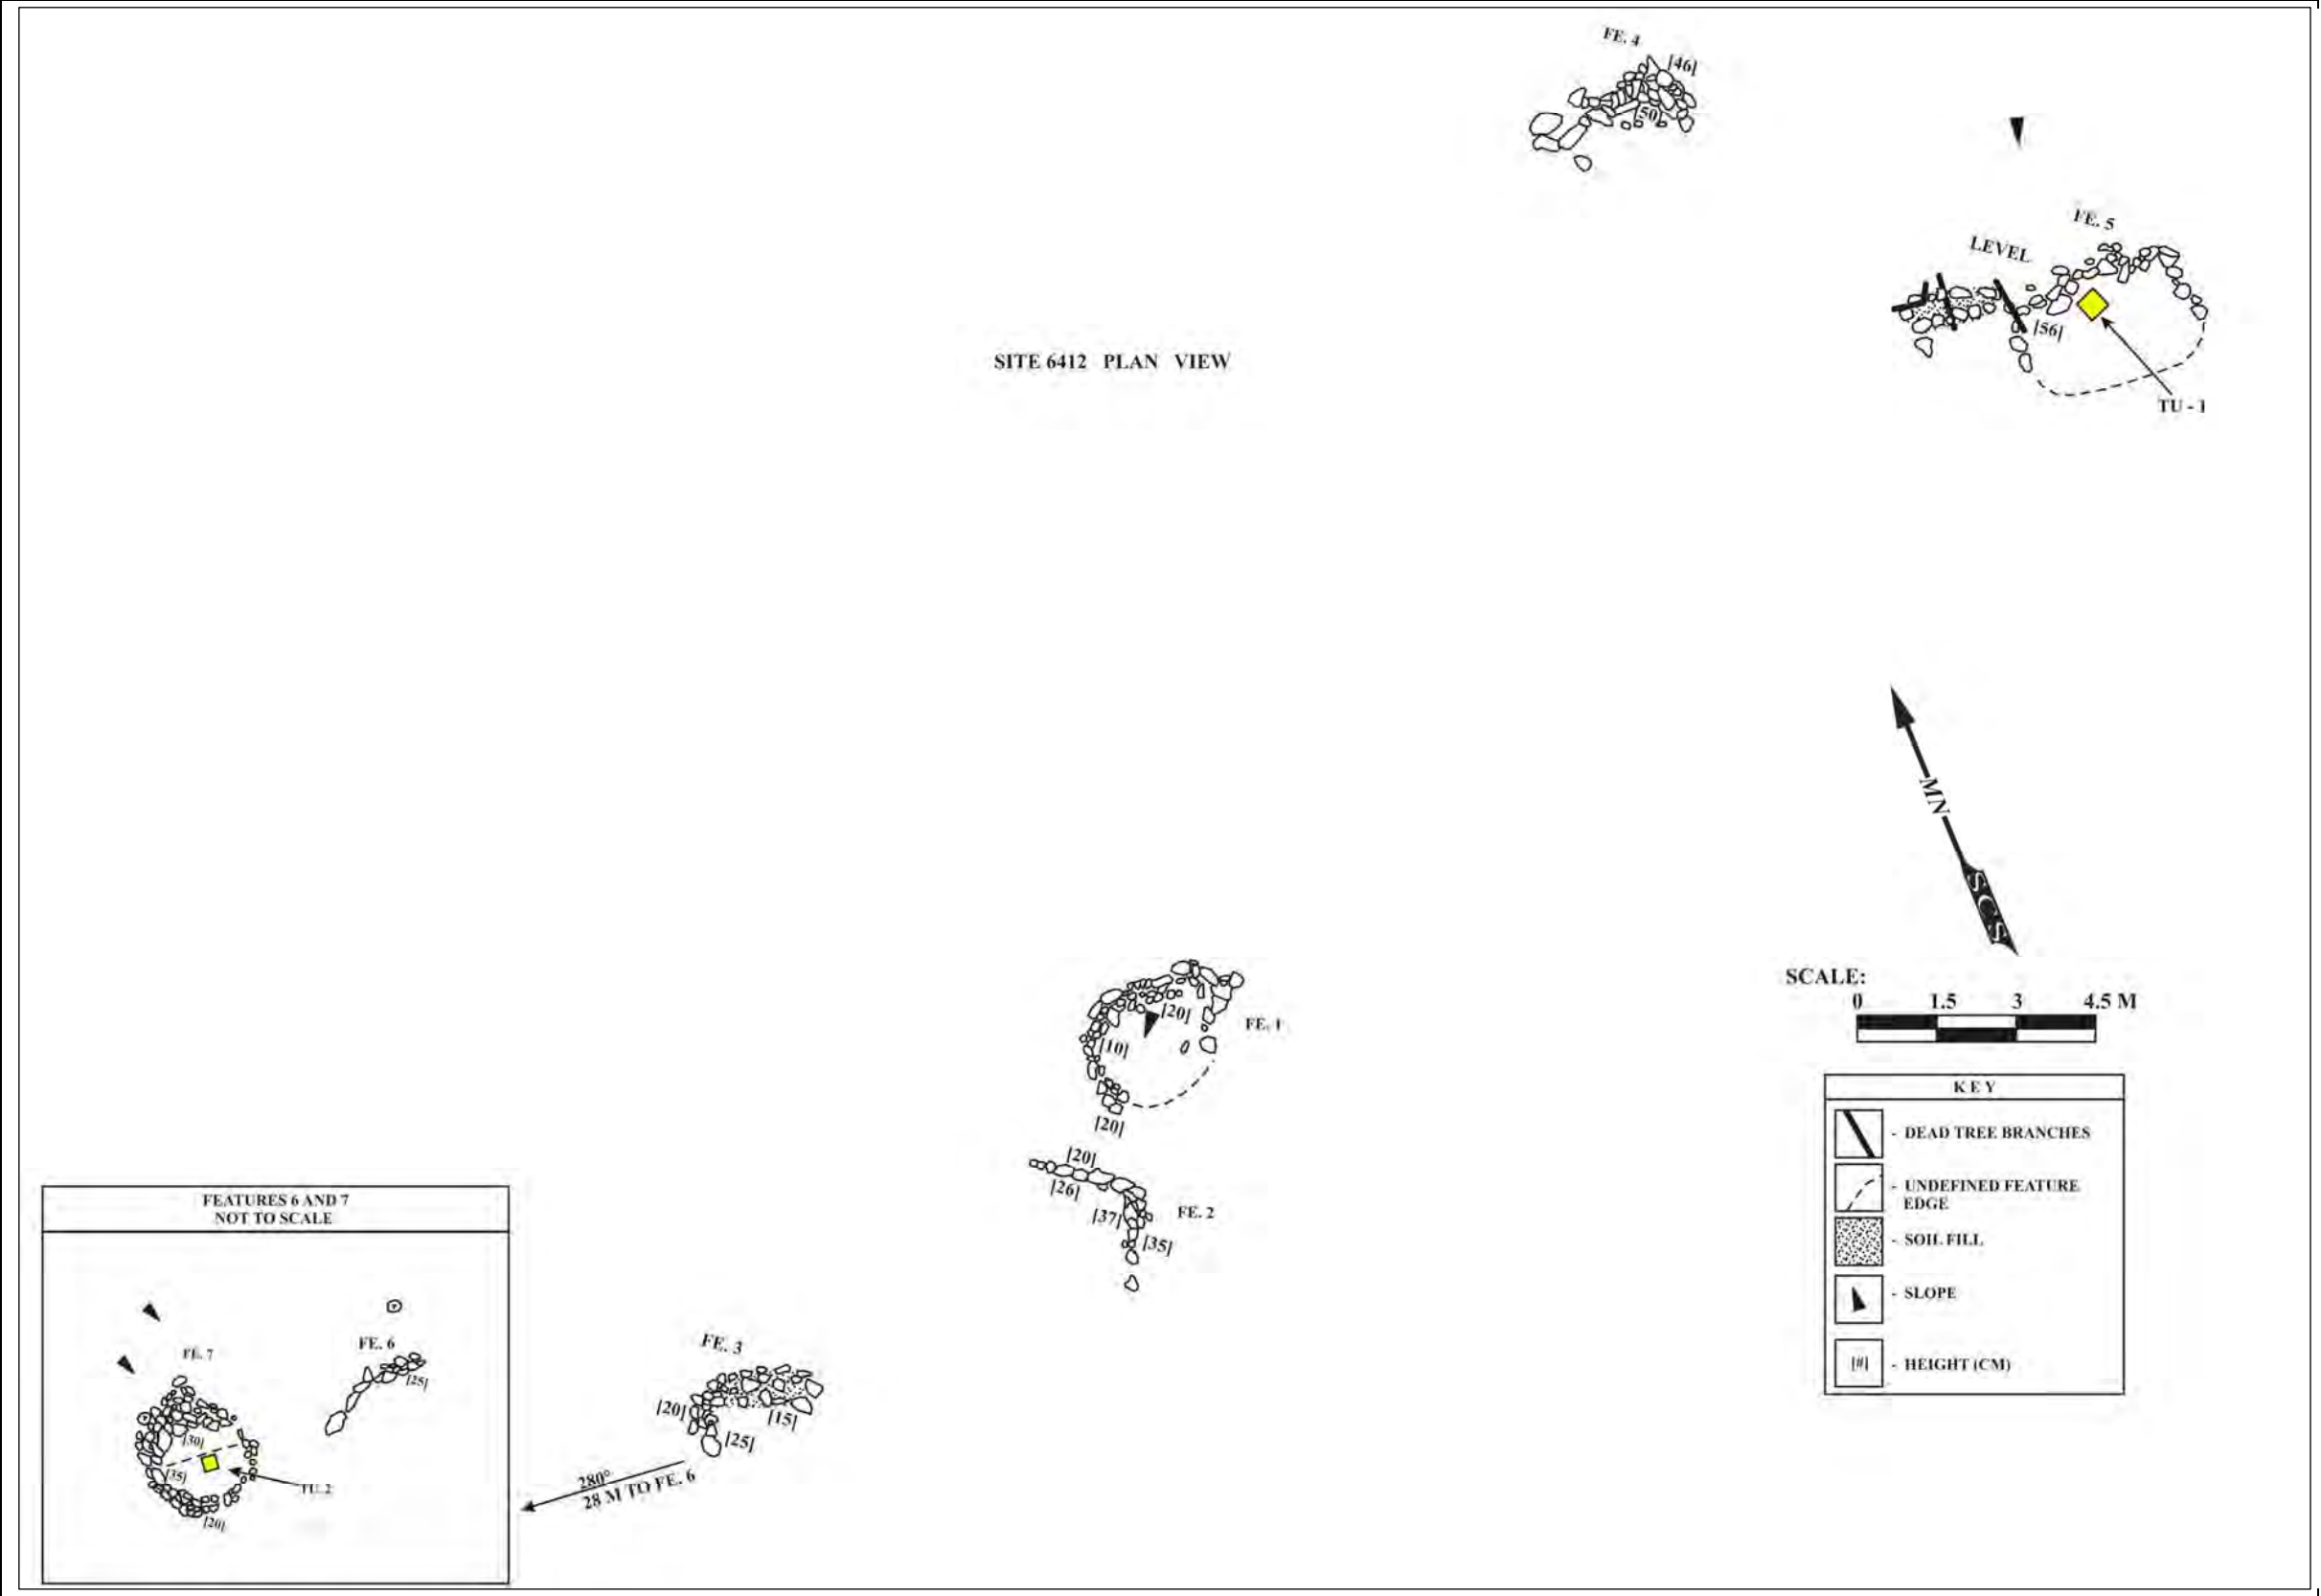 FE. 4
[46]
[50]
FE. 5
LEVEL
[56]
TU - 1
SITE 6412 PLAN VIEW
MN
SCS
SCALE:
0 1.5 3 4.5 M
KEY
- DEAD TREE BRANCHES
- UNDEFINED FEATURE
EDGE
- SOIL FILL
- SLOPE
[#] - HEIGHT (CM)
[20]
FE. 1
[10]
[20]
[20]
[26]
[37]
FE. 2
[35]
FE. 3
[20]
[15]
[25]
280°
28 M TO FE. 6
FEATURES 6 AND 7
NOT TO SCALE
FE. 6
FE. 7
[25]
[30]
[35]
TU. 2
[20]